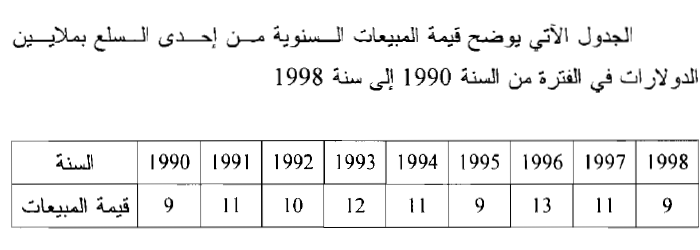 الجدول الآتي يوضح قيمة المبيعات السنوية من إحدى السلع بملايين
الدولارات في الفترة من السنة 1990 إلى سنة 1998
السنة 1990 1991 1992 1993 1994 1995 1996 1997 1998
قيمة المبيعات 9 11 10 12 11 9 13 11 9